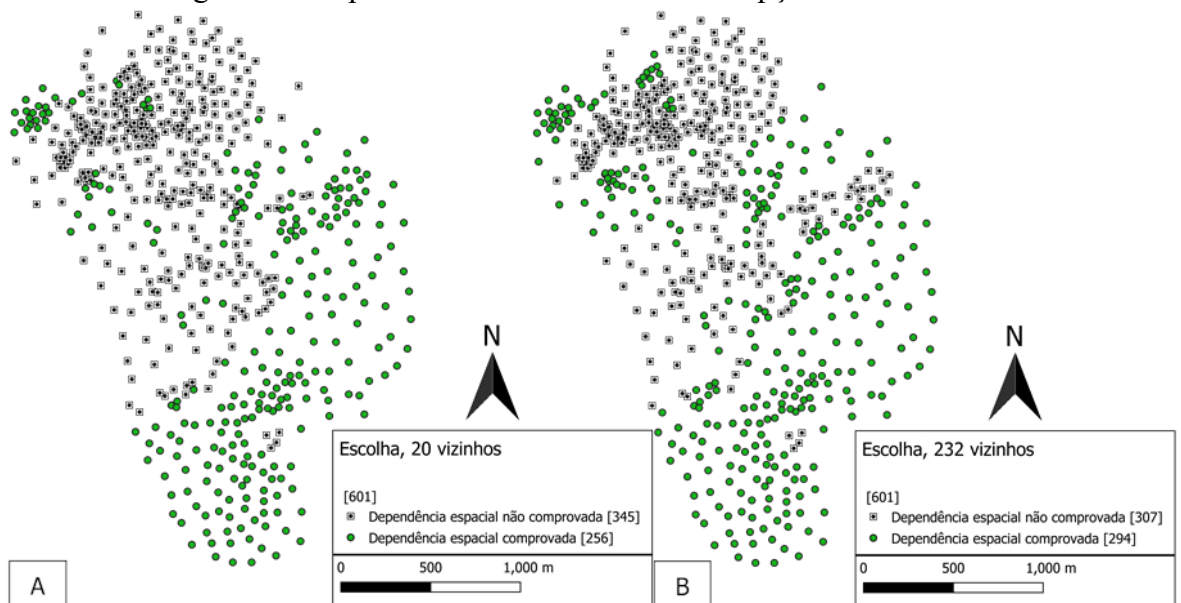 N
Escolha, 20 vizinhos
[601]
Dependência espacial não comprovada [345]
Dependência espacial comprovada [256]
0 500 1,000 m
A
N
Escolha, 232 vizinhos
[601]
Dependência espacial não comprovada [307]
Dependência espacial comprovada [294]
0 500 1,000 m
B